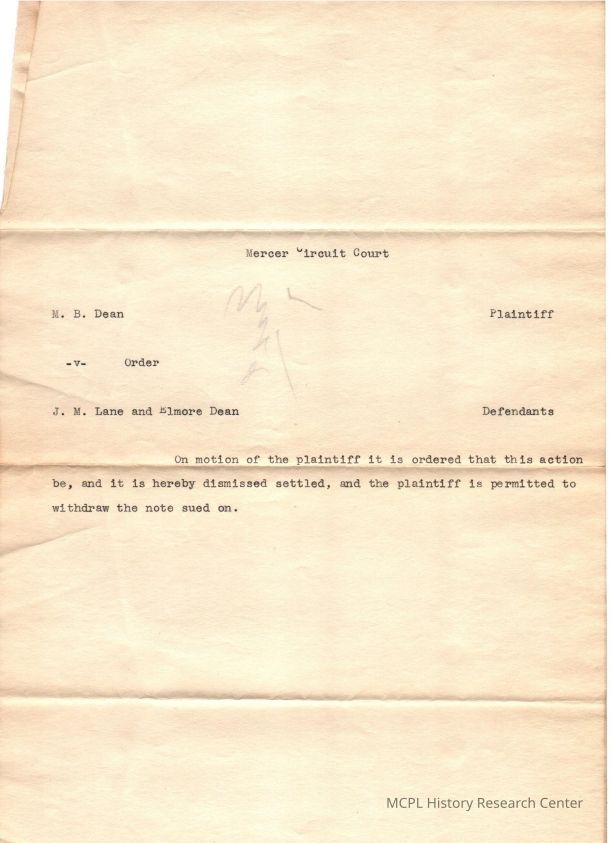 Mercer Circuit Court
M. B. Dean Plaintiff
-v- Order
J. M. Lane and Elmore Dean Defendants
On motion of the plaintiff it is ordered that this action
be, and it is hereby dismissed settled, and the plaintiff is permitted to
withdraw the note sued on.
MCPL History Research Center